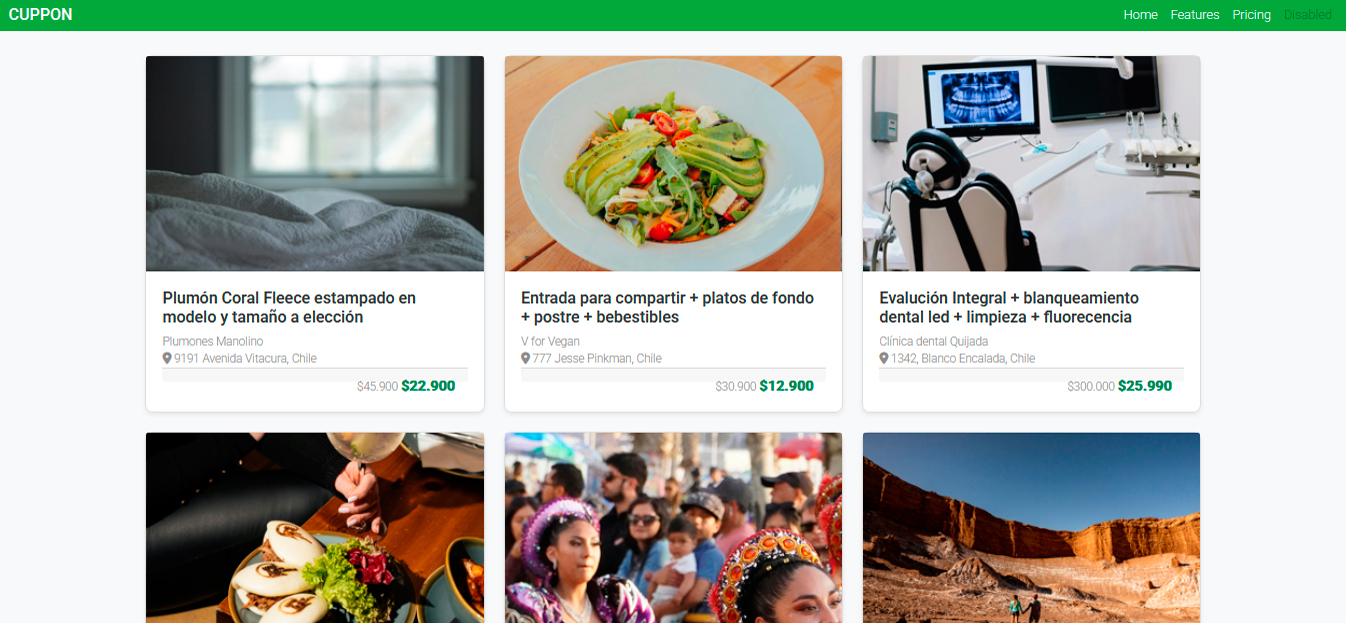 CUPPON
Home Features Pricing Disabled
Plumón Coral Fleece estampado en
modelo y tamaño a elección
Plumones Manolino
9191 Avenida Vitacura, Chile
$45.900 $22.900
Entrada para compartir + platos de fondo
+ postre + bebestibles
V for Vegan
777 Jesse Pinkman, Chile
$30.900 $12.900
Evalución Integral + blanqueamiento
dental led + limpieza + fluorecencia
Clínica dental Quijada
1342, Blanco Encalada, Chile
$300.000 $25.990